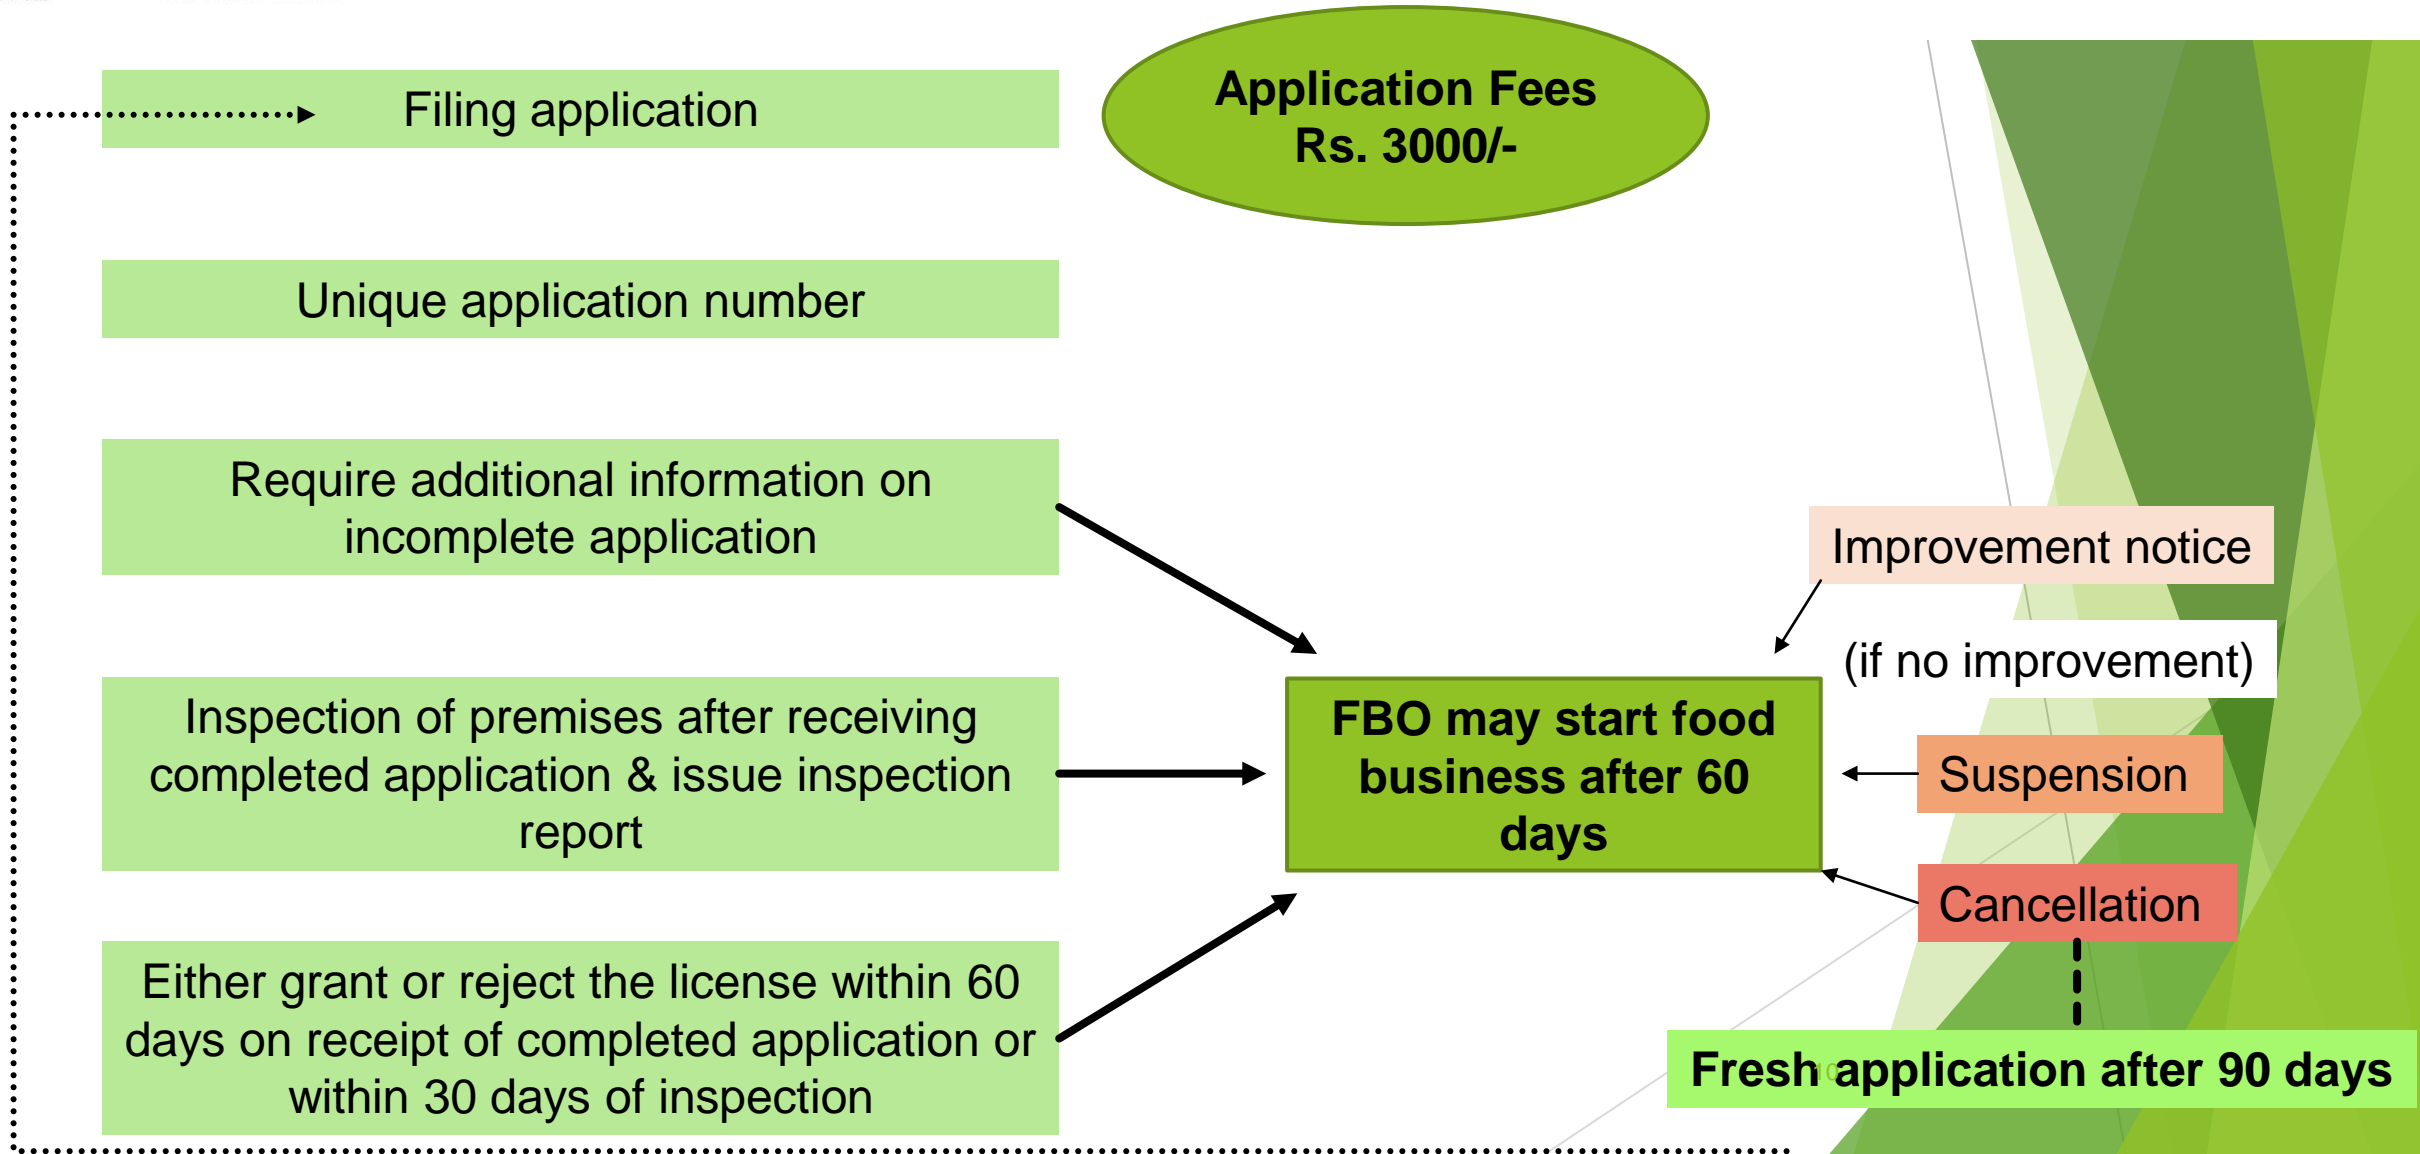 Filing application
Application Fees
Rs. 3000/-
Unique application number
Require additional information on
incomplete application
Improvement notice
(if no improvement)
Inspection of premises after receiving
completed application & issue inspection
report
FBO may start food
business after 60
days
Suspension
Cancellation
Either grant or reject the license within 60
days on receipt of completed application or
within 30 days of inspection
Fresh application after 90 days
10